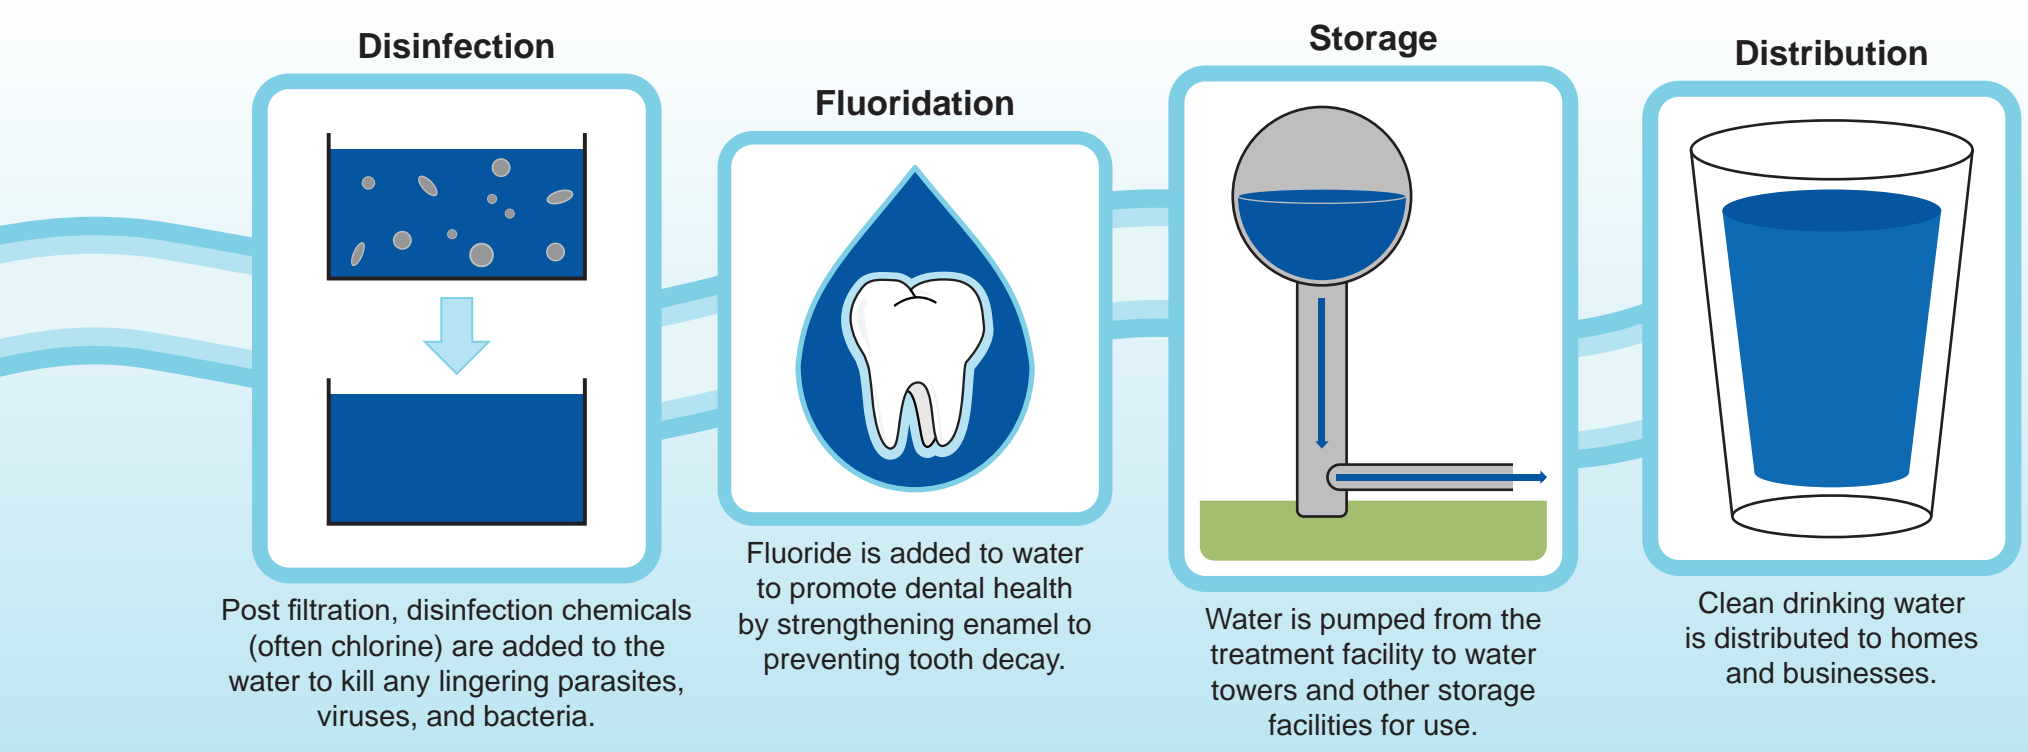 Disinfection
Post filtration, disinfection chemicals
(often chlorine) are added to the
water to kill any lingering parasites,
viruses, and bacteria.
Fluoridation
Fluoride is added to water
to promote dental health
by strengthening enamel to
preventing tooth decay.
Storage
Water is pumped from the
treatment facility to water
towers and other storage
facilities for use.
Distribution
Clean drinking water
is distributed to homes
and businesses.